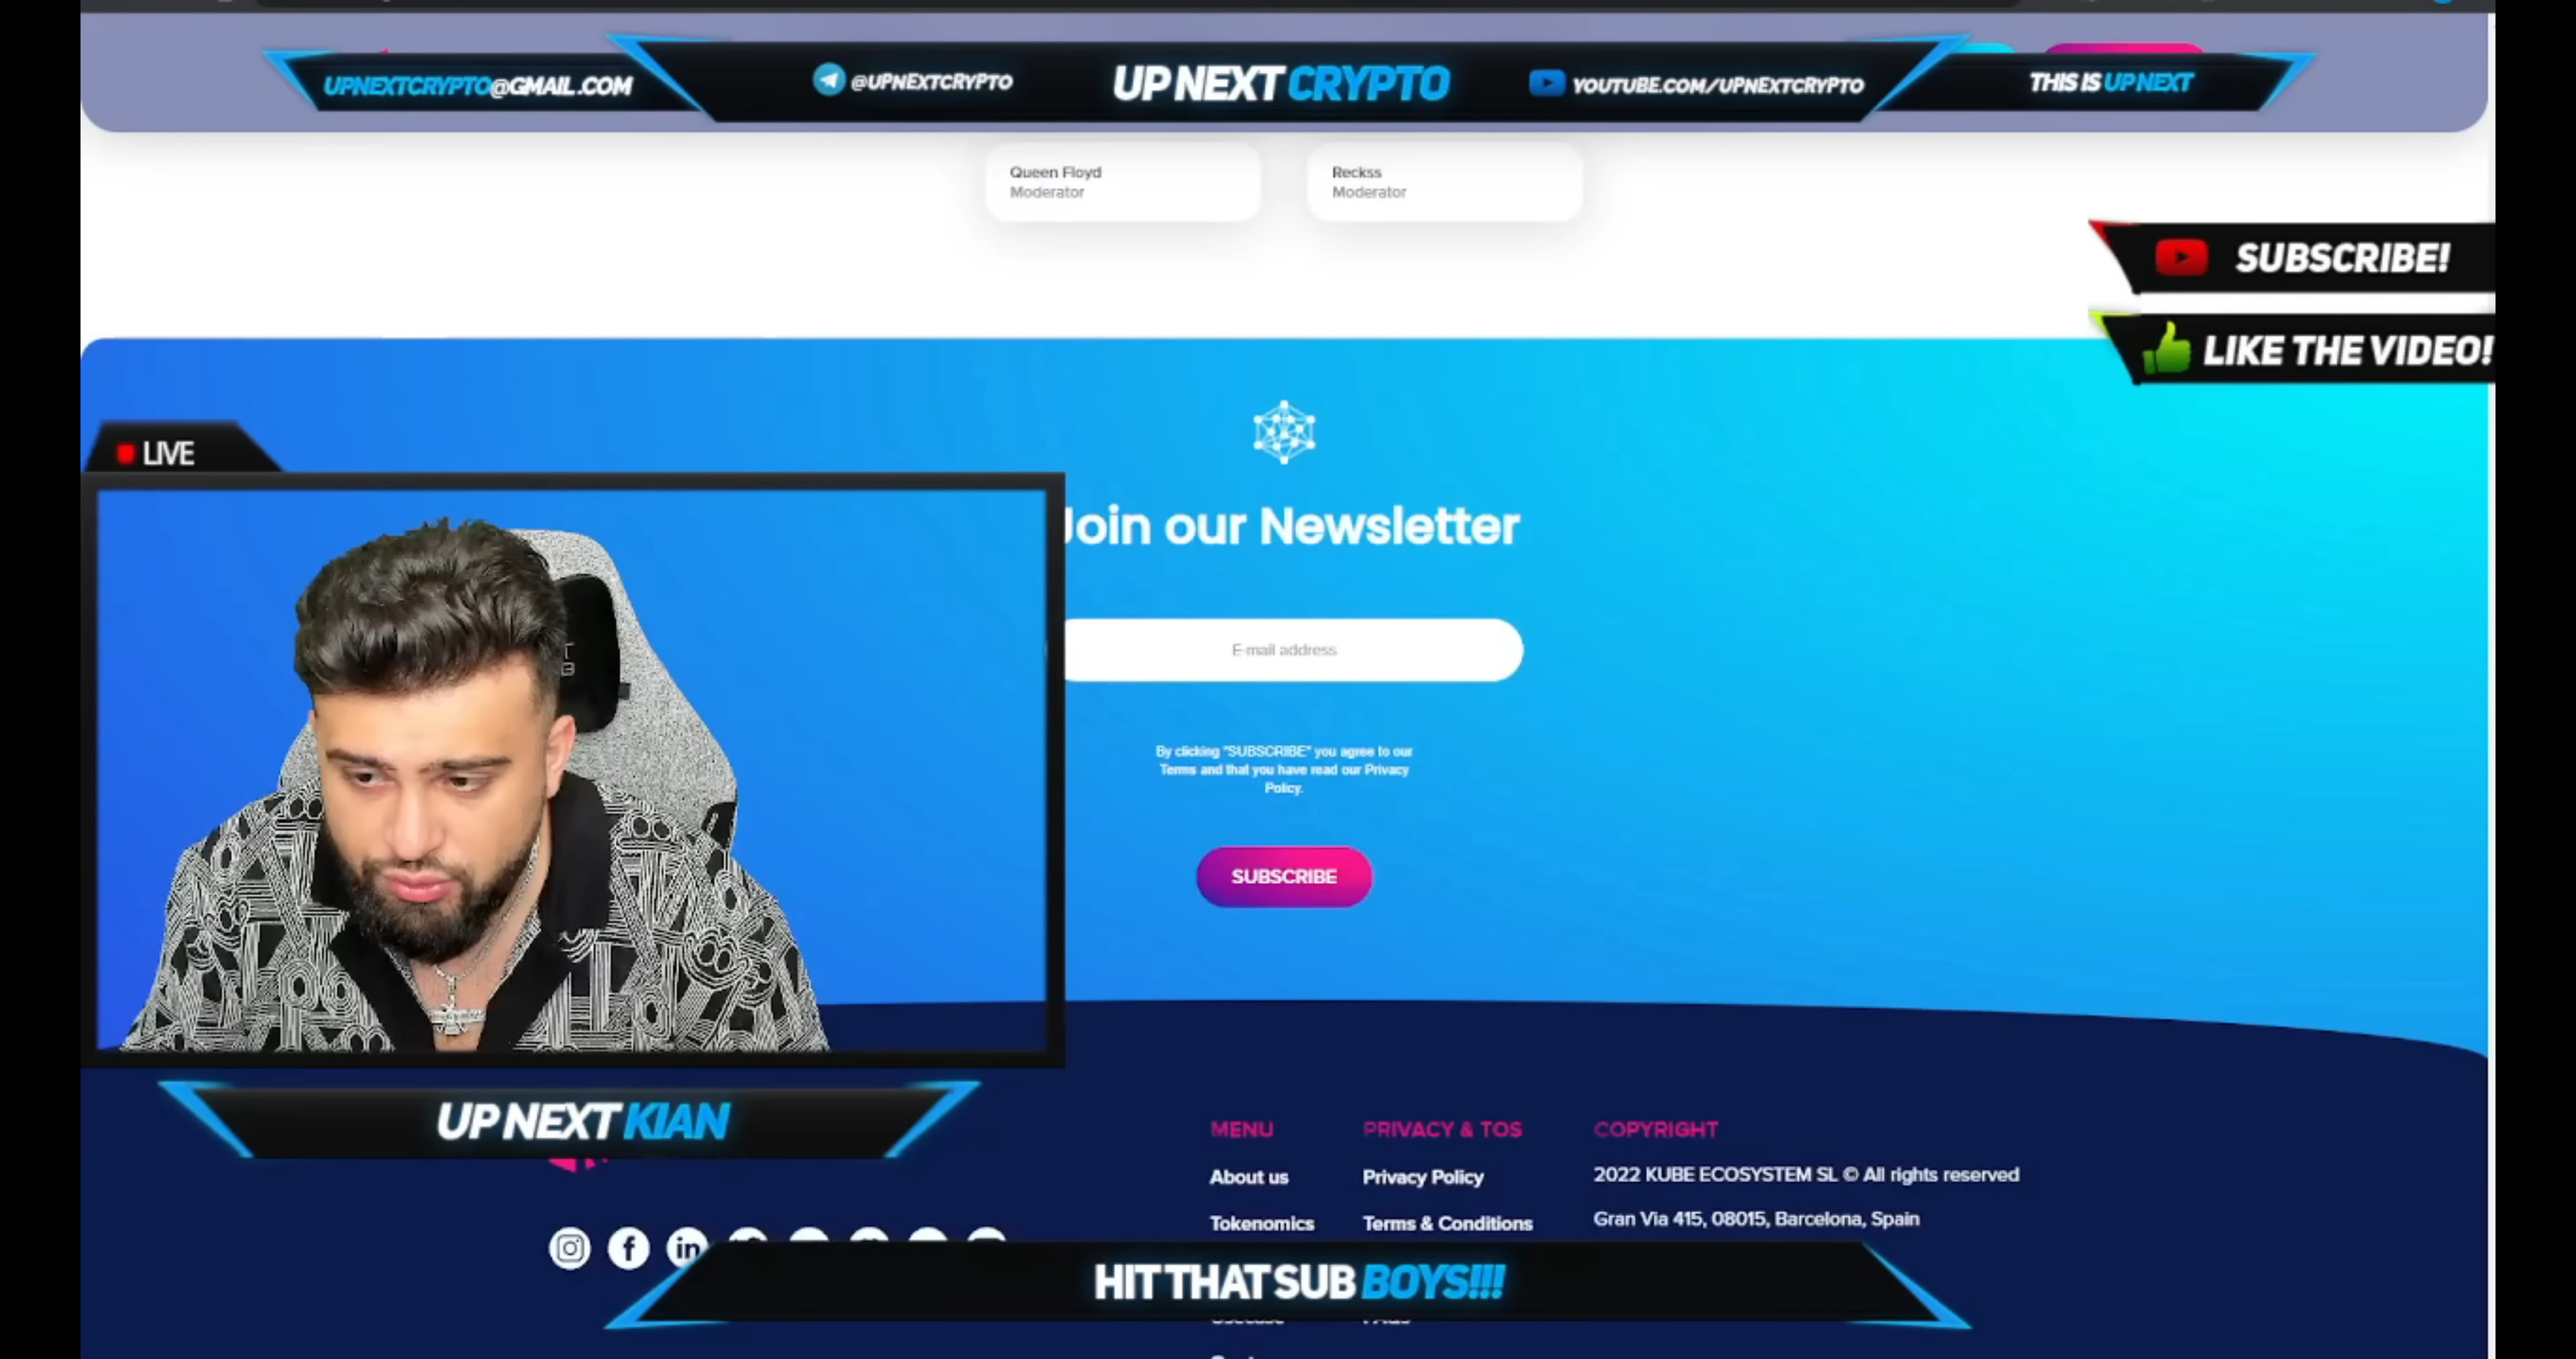 UPNEXTCRYPTO@GMAIL.COM
@UPNEXTCRYPTO
UP NEXT CRYPTO
YOUTUBE.COM/UPNEXTCRYPTO
THIS IS UP NEXT
Queen Floyd
Moderator
Reckss
Moderator
SUBSCRIBE!
LIKE THE VIDEO!
LIVE
Join our Newsletter
E-mail address
By clicking "SUBSCRIBE" you agree to our
Terms and that you have read our Privacy
Policy.
SUBSCRIBE
UP NEXT KIAN
MENU
About us
Tokenomics
PRIVACY & TOS
Privacy Policy
Terms & Conditions
COPYRIGHT
2022 KUBE ECOSYSTEM SL © All rights reserved
Gran Via 415, 08015, Barcelona, Spain
HIT THAT SUB BOYS!!!